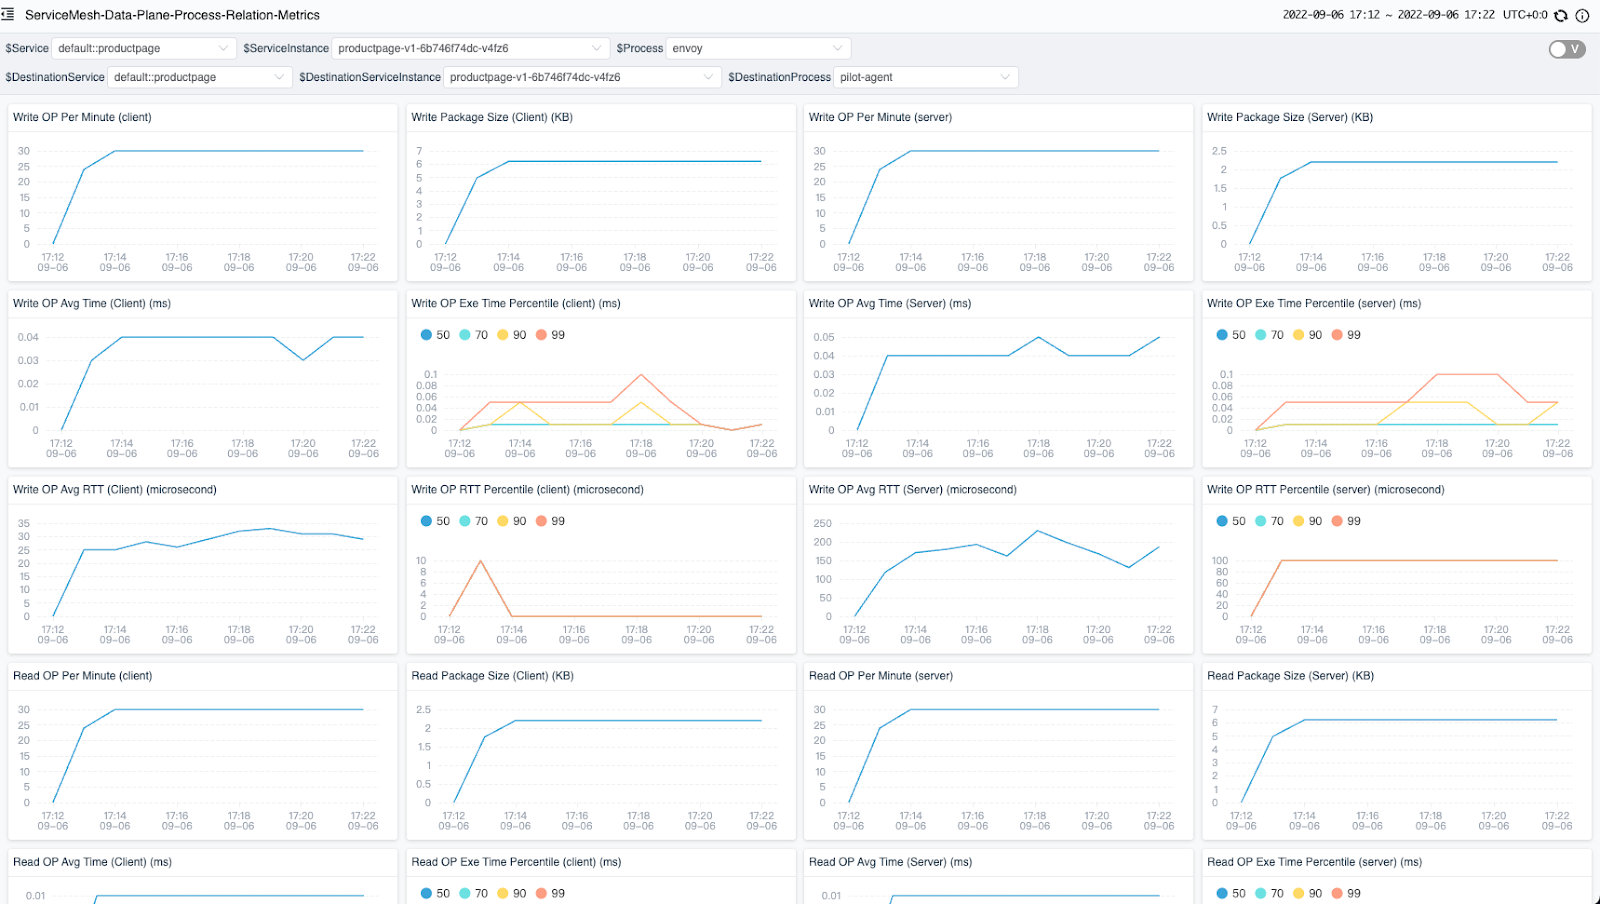 ServiceMesh-Data-Plane-Process-Relation-Metrics
2022-09-06 17:12 ~ 2022-09-06 17:22 UTC+0:0
$Service default::productpage $ServiceInstance productpage-v1-6b746f74dc-v4fz6 $Process envoy
V
$DestinationService default::productpage $DestinationServiceInstance productpage-v1-6b746f74dc-v4fz6 $DestinationProcess pilot-agent
Write OP Per Minute (client)
30
25
20
15
10
5
0
17:12 17:14 17:16 17:18 17:20 17:22
09-06 09-06 09-06 09-06 09-06 09-06
Write Package Size (Client) (KB)
7
6
5
4
3
2
1
0
17:12 17:14 17:16 17:18 17:20 17:22
09-06 09-06 09-06 09-06 09-06 09-06
Write OP Per Minute (server)
30
25
20
15
10
5
0
17:12 17:14 17:16 17:18 17:20 17:22
09-06 09-06 09-06 09-06 09-06 09-06
Write Package Size (Server) (KB)
2.5
2
1.5
1
0.5
0
17:12 17:14 17:16 17:18 17:20 17:22
09-06 09-06 09-06 09-06 09-06 09-06
Write OP Avg Time (Client) (ms)
0.04
0.03
0.02
0.01
0
17:12 17:14 17:16 17:18 17:20 17:22
09-06 09-06 09-06 09-06 09-06 09-06
Write OP Exe Time Percentile (client) (ms)
50 70 90 99
0.1
0.08
0.06
0.04
0.02
0
17:12 17:14 17:16 17:18 17:20 17:22
09-06 09-06 09-06 09-06 09-06 09-06
Write OP Avg Time (Server) (ms)
0.05
0.04
0.03
0.02
0.01
0
17:12 17:14 17:16 17:18 17:20 17:22
09-06 09-06 09-06 09-06 09-06 09-06
Write OP Exe Time Percentile (server) (ms)
50 70 90 99
0.1
0.08
0.06
0.04
0.02
0
17:12 17:14 17:16 17:18 17:20 17:22
09-06 09-06 09-06 09-06 09-06 09-06
Write OP Avg RTT (Client) (microsecond)
35
30
25
20
15
10
5
0
17:12 17:14 17:16 17:18 17:20 17:22
09-06 09-06 09-06 09-06 09-06 09-06
Write OP RTT Percentile (client) (microsecond)
50 70 90 99
10
8
6
4
2
0
17:12 17:14 17:16 17:18 17:20 17:22
09-06 09-06 09-06 09-06 09-06 09-06
Write OP Avg RTT (Server) (microsecond)
250
200
150
100
50
0
17:12 17:14 17:16 17:18 17:20 17:22
09-06 09-06 09-06 09-06 09-06 09-06
Write OP RTT Percentile (server) (microsecond)
50 70 90 99
100
80
60
40
20
0
17:12 17:14 17:16 17:18 17:20 17:22
09-06 09-06 09-06 09-06 09-06 09-06
Read OP Per Minute (client)
30
25
20
15
10
5
0
17:12 17:14 17:16 17:18 17:20 17:22
09-06 09-06 09-06 09-06 09-06 09-06
Read Package Size (Client) (KB)
2.5
2
1.5
1
0.5
0
17:12 17:14 17:16 17:18 17:20 17:22
09-06 09-06 09-06 09-06 09-06 09-06
Read OP Per Minute (server)
30
25
20
15
10
5
0
17:12 17:14 17:16 17:18 17:20 17:22
09-06 09-06 09-06 09-06 09-06 09-06
Read Package Size (Server) (KB)
7
6
5
4
3
2
1
0
17:12 17:14 17:16 17:18 17:20 17:22
09-06 09-06 09-06 09-06 09-06 09-06
Read OP Avg Time (Client) (ms)
0.01
Read OP Exe Time Percentile (client) (ms)
50 70 90 99
Read OP Avg Time (Server) (ms)
0.01
Read OP Exe Time Percentile (server) (ms)
50 70 90 99